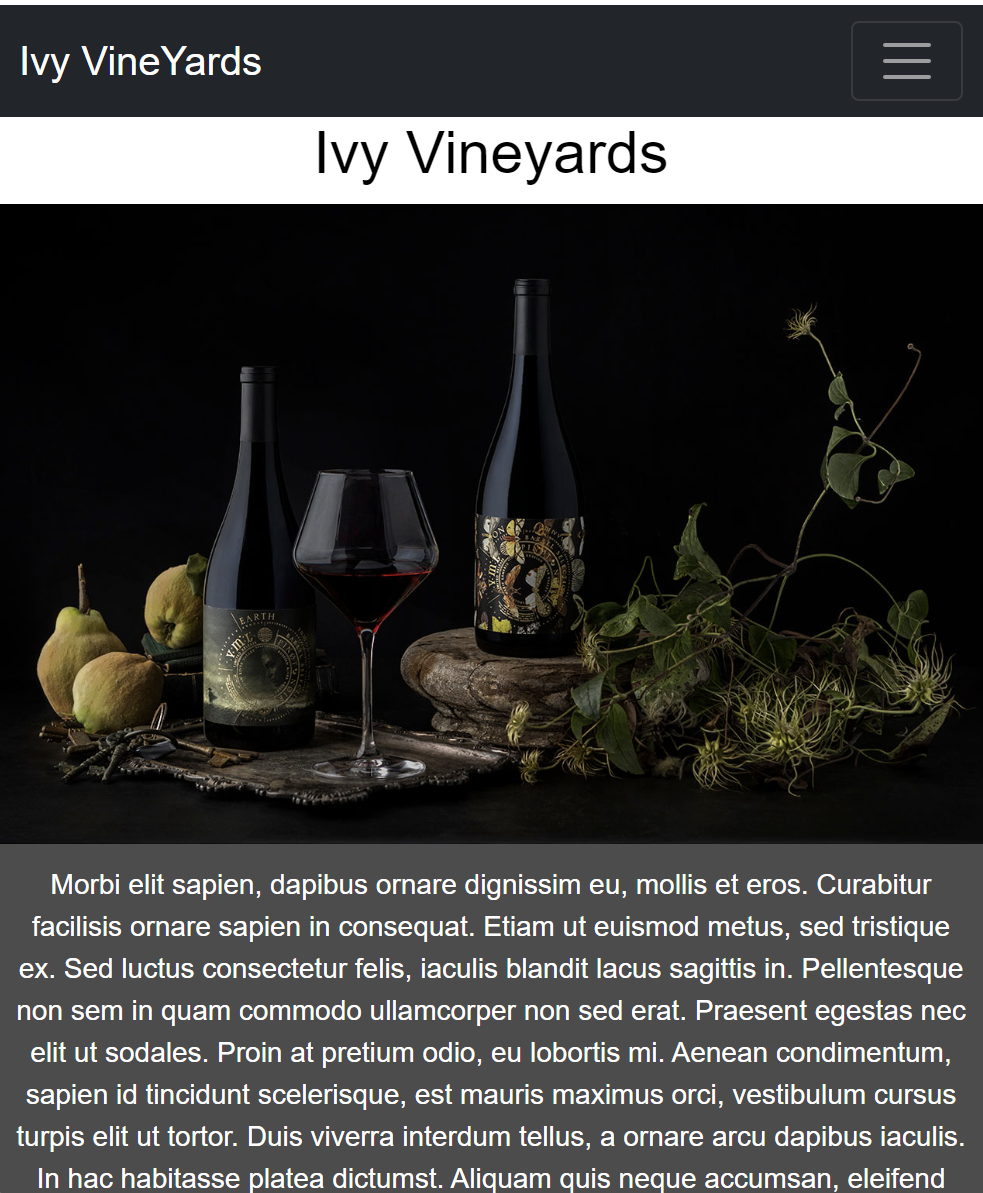 Ivy VineYards
Ivy Vineyards
EARTH
Morbi elit sapien, dapibus ornare dignissim eu, mollis et eros. Curabitur
facilisis ornare sapien in consequat. Etiam ut euismod metus, sed tristique
ex. Sed luctus consectetur felis, iaculis blandit lacus sagittis in. Pellentesque
non sem in quam commodo ullamcorper non sed erat. Praesent egestas nec
elit ut sodales. Proin at pretium odio, eu lobortis mi. Aenean condimentum,
sapien id tincidunt scelerisque, est mauris maximus orci, vestibulum cursus
turpis elit ut tortor. Duis viverra interdum tellus, a ornare arcu dapibus iaculis.
In hac habitasse platea dictumst. Aliquam quis neque accumsan, eleifend